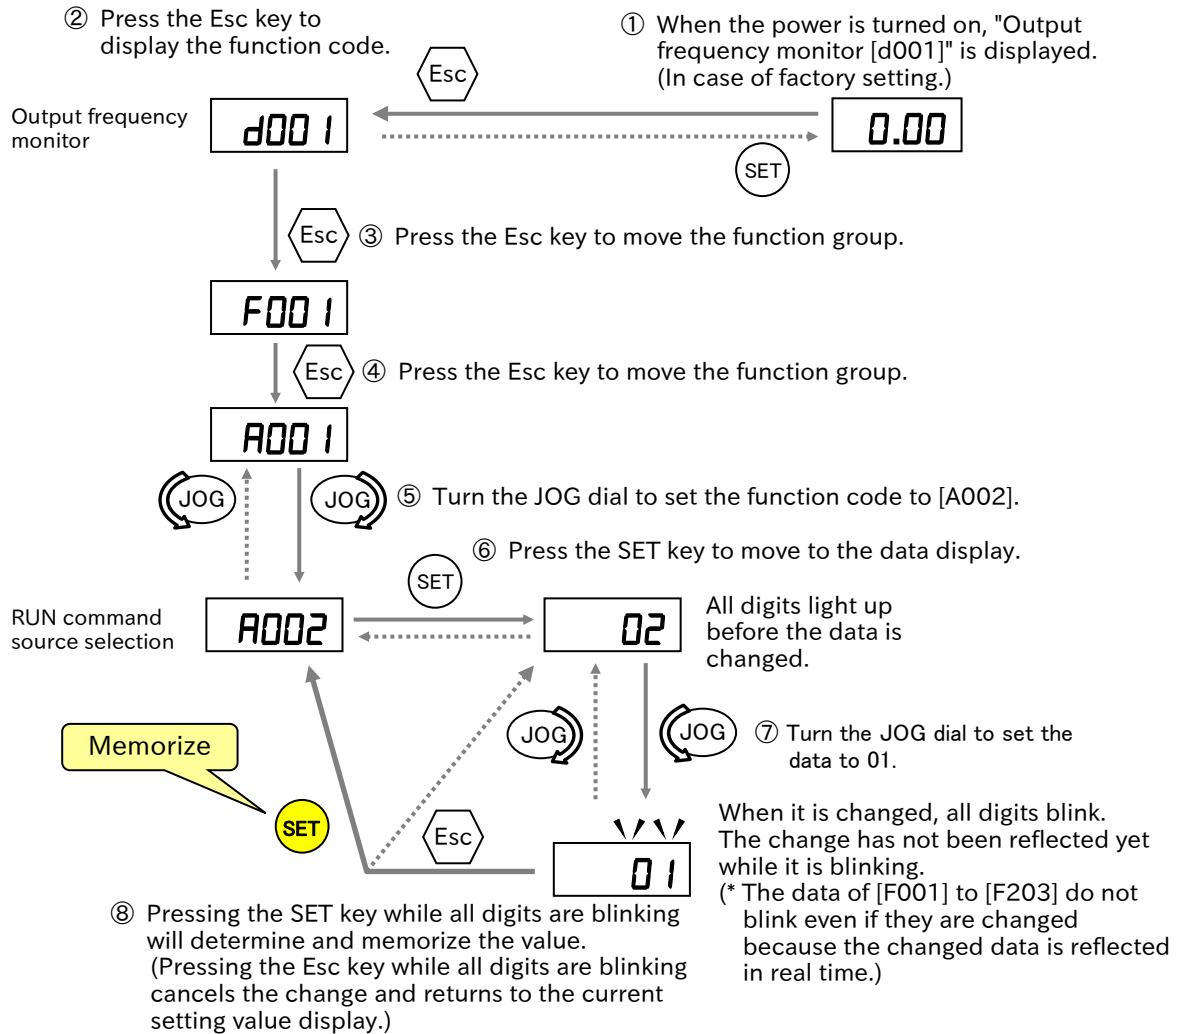 ② Press the Esc key to
display the function code.
① When the power is turned on, "Output
frequency monitor [d001]" is displayed.
(In case of factory setting.)
Esc
Output frequency
monitor
d001
0.00
SET
Esc
③ Press the Esc key to move the function group.
F001
Esc
④ Press the Esc key to move the function group.
A001
JOG
JOG
⑤ Turn the JOG dial to set the function code to [A002].
⑥ Press the SET key to move to the data display.
SET
RUN command
source selection
A002
02
All digits light up
before the data is
changed.
JOG
JOG
⑦ Turn the JOG dial to set the
data to 01.
Memorize
SET
Esc
01
When it is changed, all digits blink.
The change has not been reflected yet
while it is blinking.
(* The data of [F001] to [F203] do not
blink even if they are changed
because the changed data is reflected
in real time.)
⑧ Pressing the SET key while all digits are blinking
will determine and memorize the value.
(Pressing the Esc key while all digits are blinking
cancels the change and returns to the current
setting value display.)